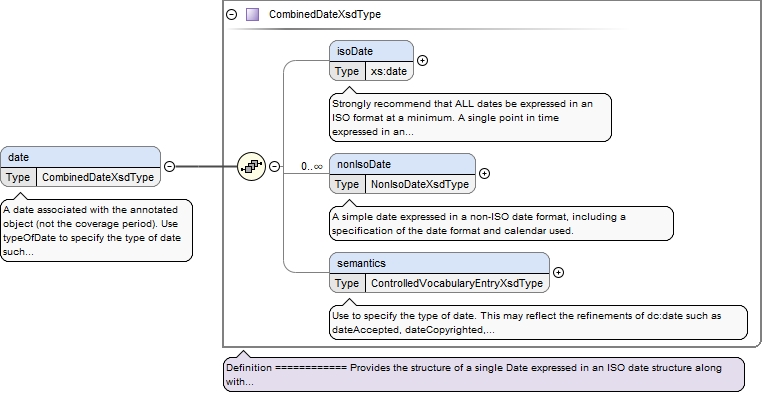 CombinedDateXsdType
isoDate
Type xs:date
Strongly recommend that ALL dates be expressed in an
ISO format at a minimum. A single point in time
expressed in an...
date
Type CombinedDateXsdType
A date associated with the annotated
object (not the coverage period). Use
typeOfDate to specify the type of date
such...
0..∞
nonIsoDate
Type NonIsoDateXsdType
A simple date expressed in a non-ISO date format, including a
specification of the date format and calendar used.
semantics
Type ControlledVocabularyEntryXsdType
Use to specify the type of date. This may reflect the refinements of dc:date such as
dateAccepted, dateCopyrighted,...
Definition ============ Provides the structure of a single Date expressed in an ISO date structure along
with...